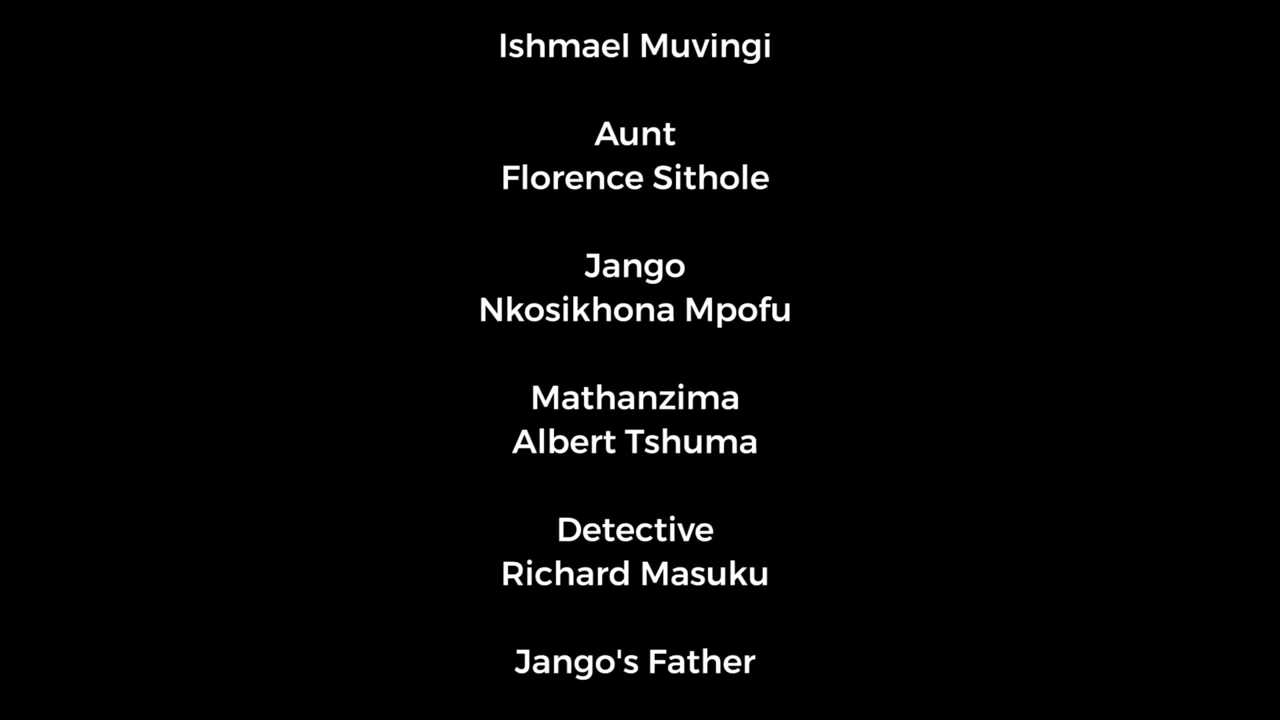 Ishmael Muvingi
Aunt
Florence Sithole
Jango
Nkosikhona Mpofu
Mathanzima
Albert Tshuma
Detective
Richard Masuku
Jango's Father